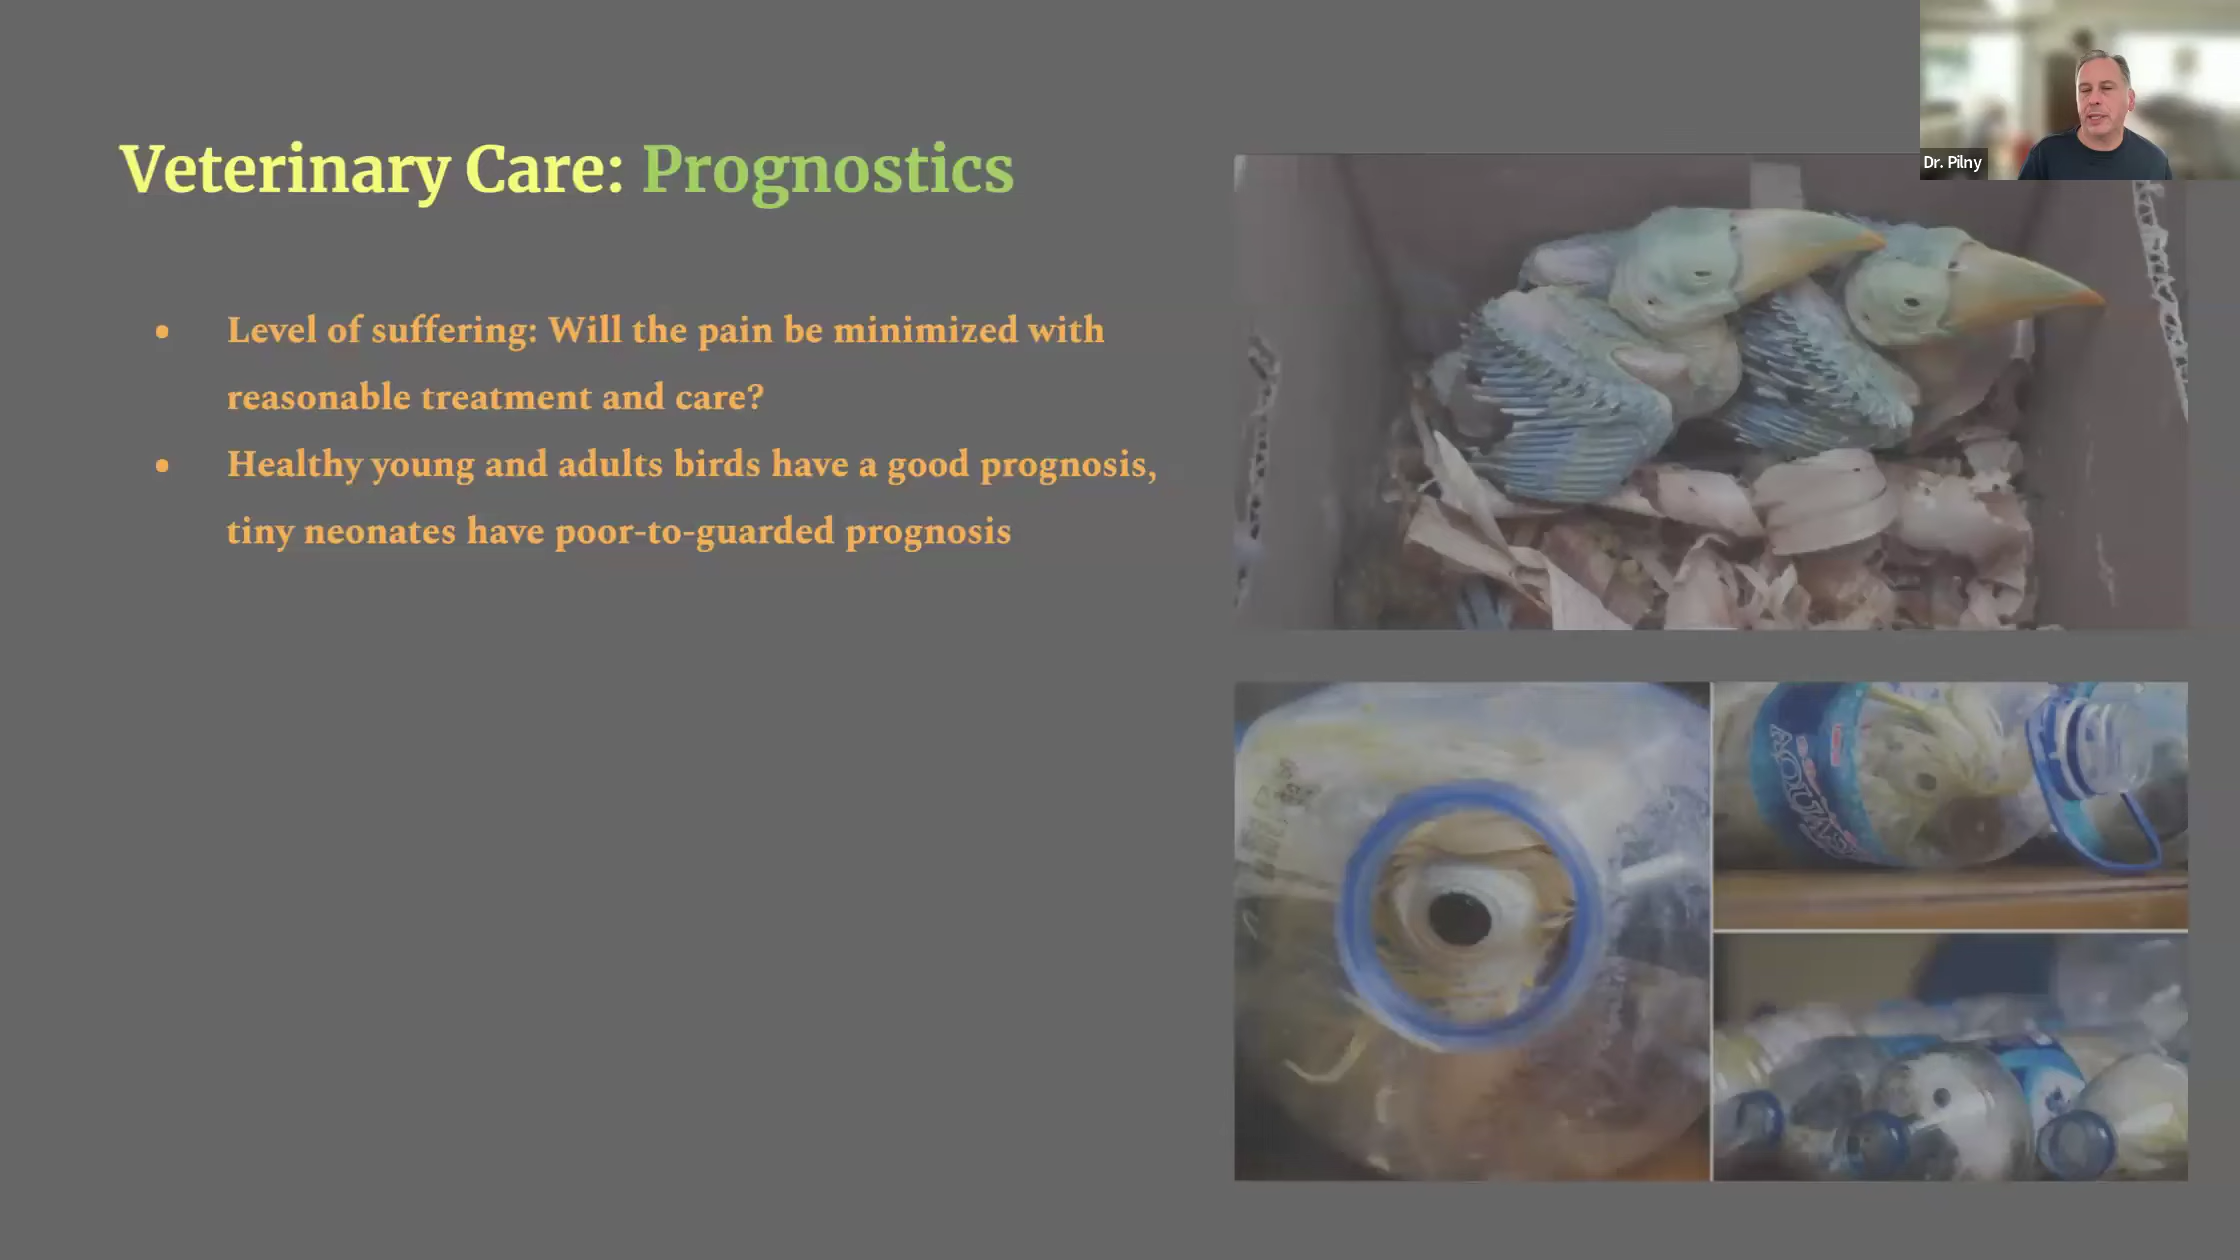 Dr. Pilny
Veterinary Care: Prognostics
• Level of suffering: Will the pain be minimized with
reasonable treatment and care?
• Healthy young and adults birds have a good prognosis,
tiny neonates have poor-to-guarded prognosis